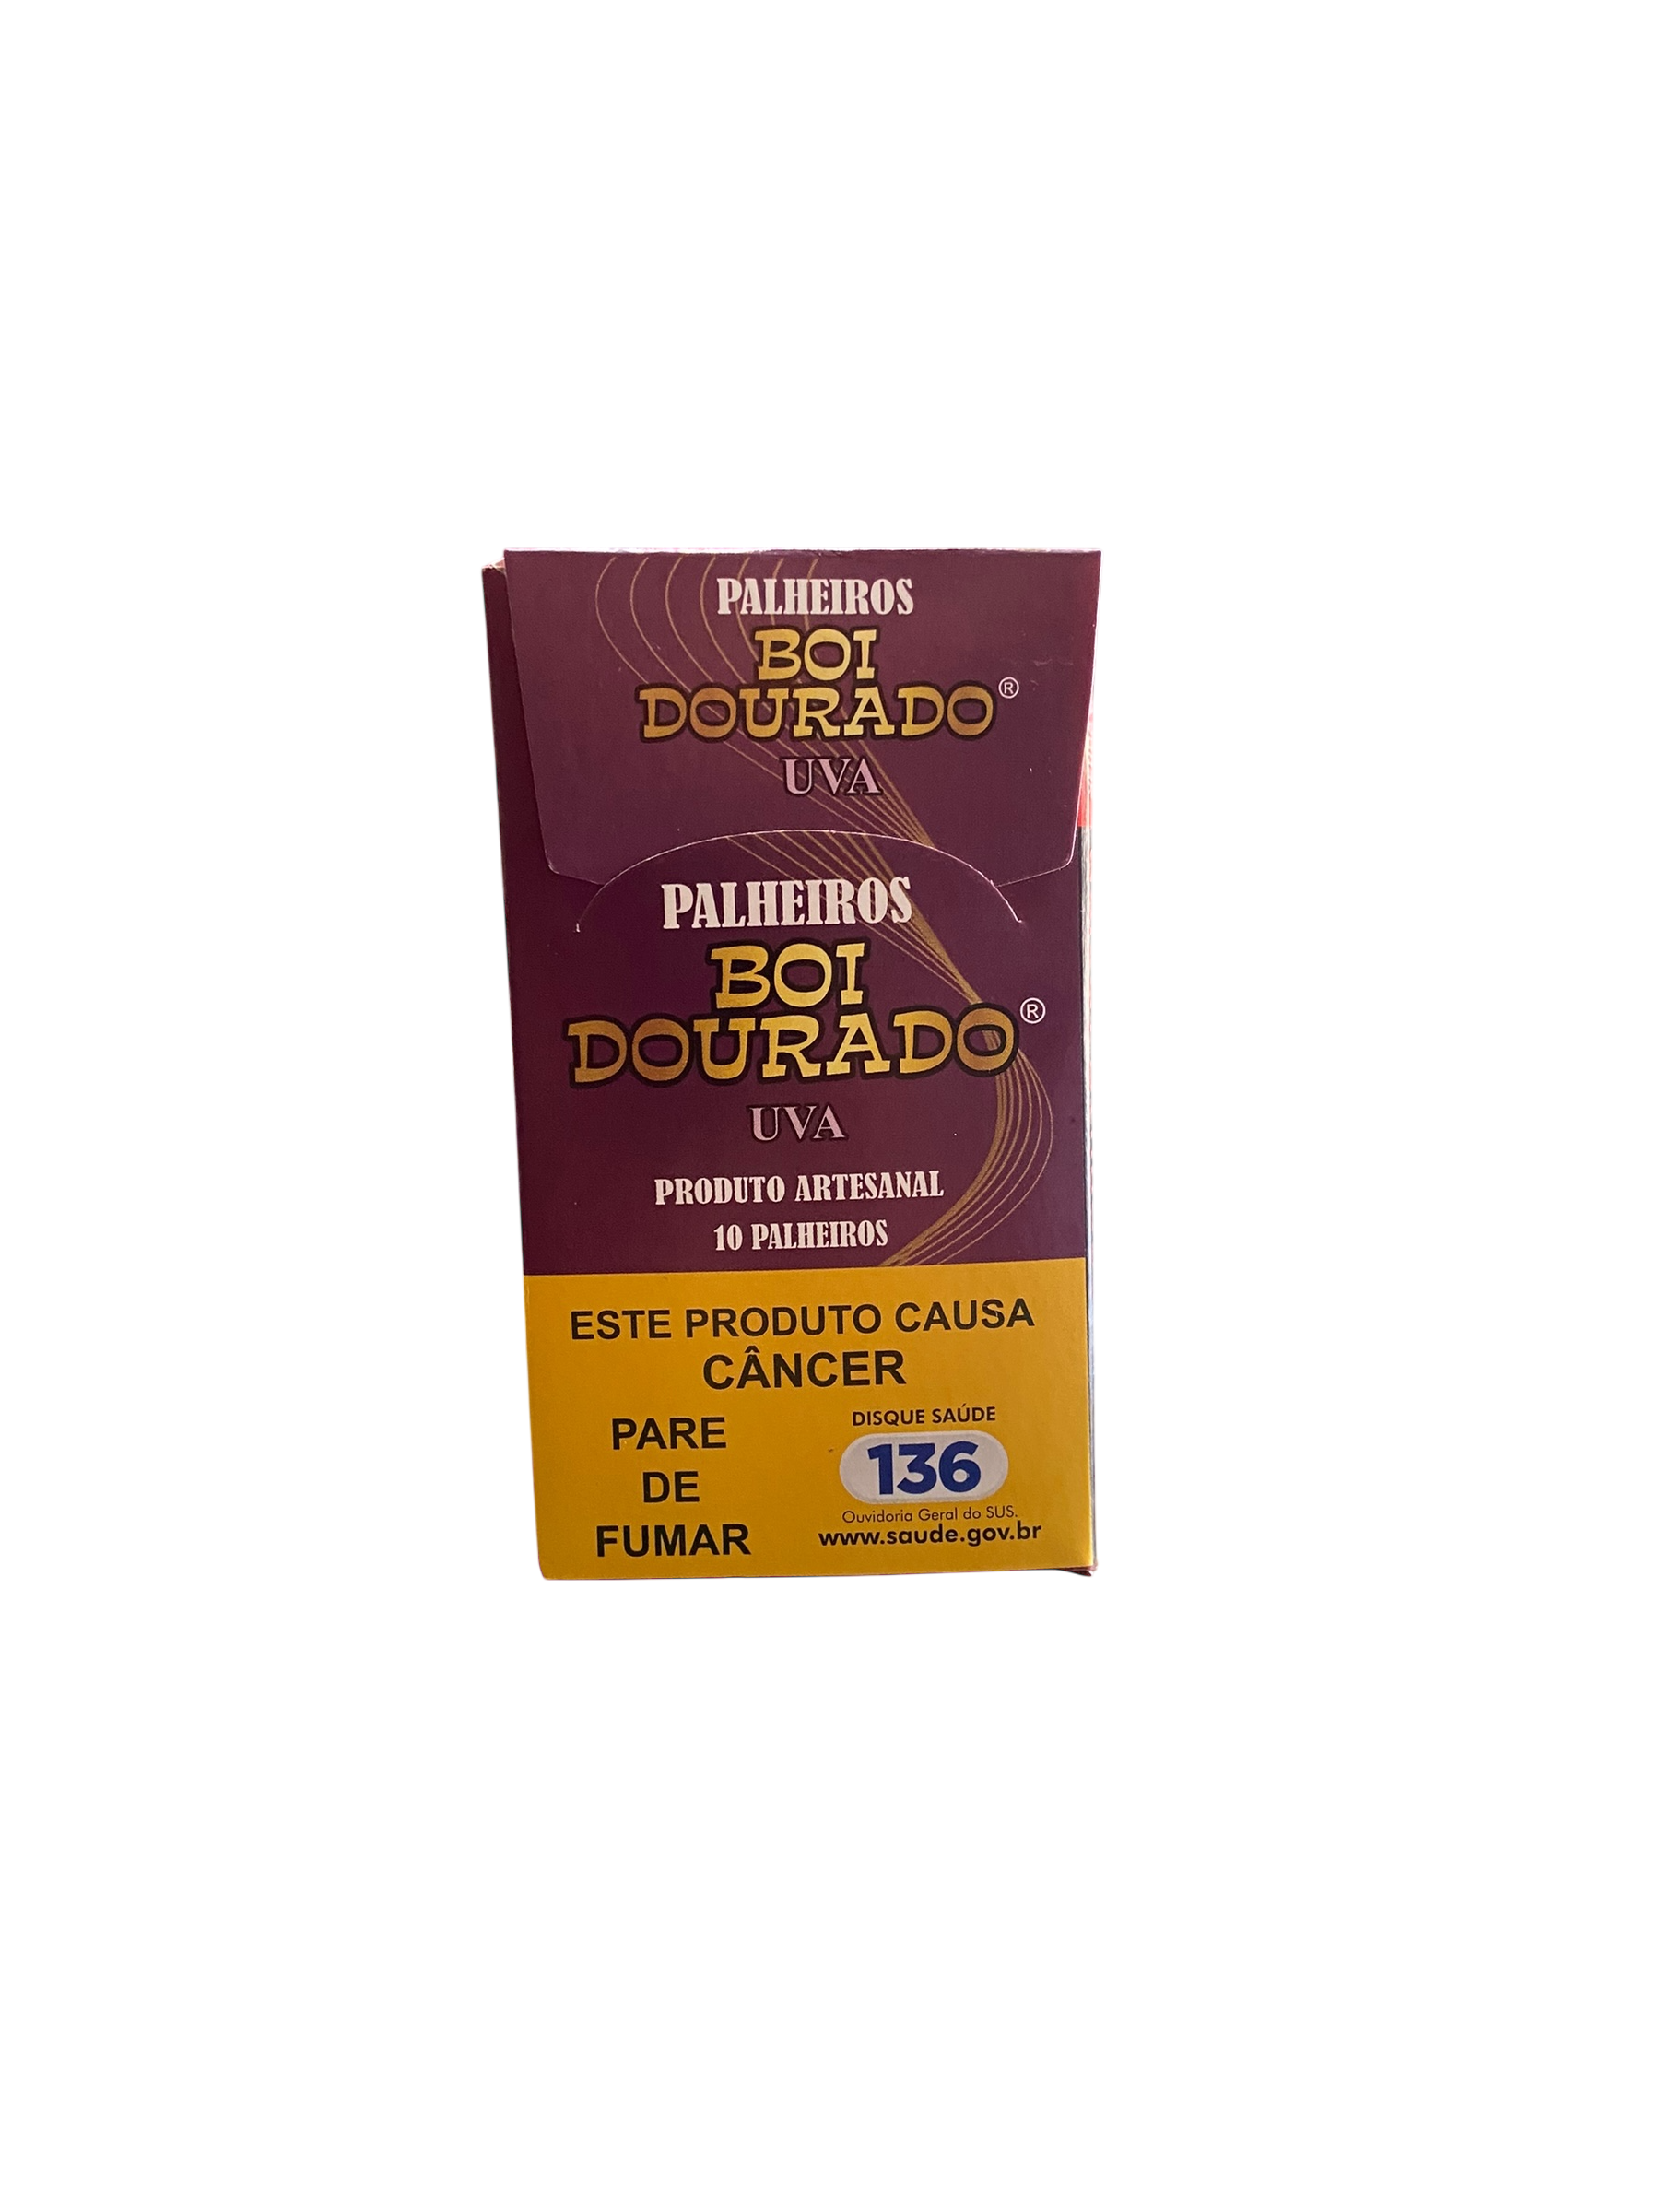 PALHEIROS
BOI
DOURADO®
UVA
PALHEIROS
BOI
DOURADO®
UVA
PRODUTO ARTESANAL
10 PALHEIROS
ESTE PRODUTO CAUSA
CÂNCER
PARE
DE
FUMAR
DISQUE SAÚDE
136
Ouvidoria Geral do SUS.
www.saude.gov.br